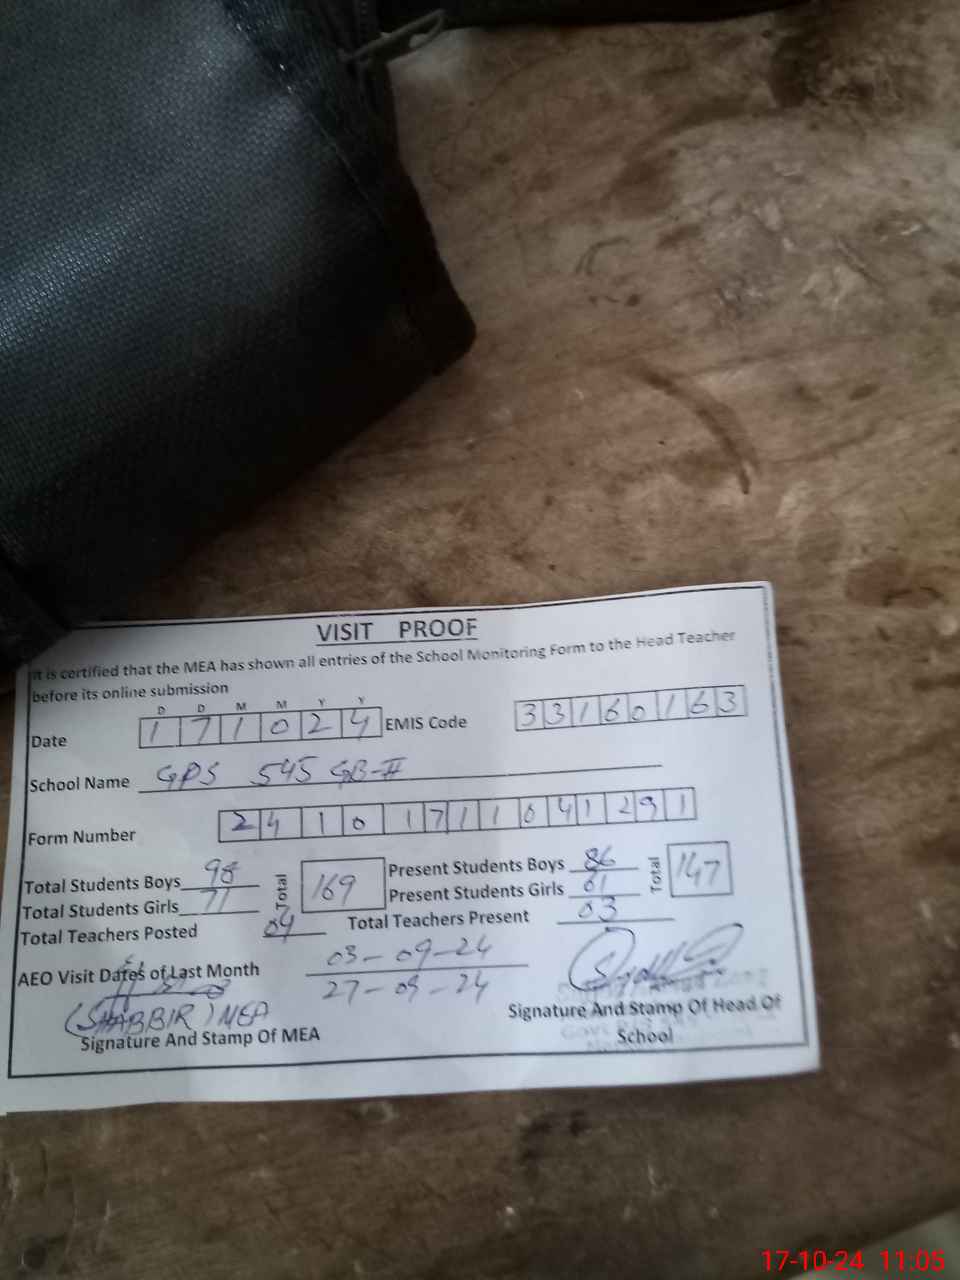 VISIT PROOF
It is certified that the MEA has shown all entries of the School Monitoring Form to the Head Teacher
before its online submission
D D M M Y Y
Date 1 7 1 0 2 4 EMIS Code 3 3 1 6 0 1 6 3
School Name GPS 545 GB-II
Form Number 2 4 1 0 1 7 1 1 0 4 1 2 9 1
Total Students Boys 98 Total 169 Present Students Boys 86 Total 147
Total Students Girls 71 Present Students Girls 61
Total Teachers Posted 04 Total Teachers Present 03
AEO Visit Dates of Last Month 03-09-24
27-09-24
(SHABBIR) MEA
Signature And Stamp Of MEA
Signature And Stamp Of Head Of
School
17-10-24 11:05